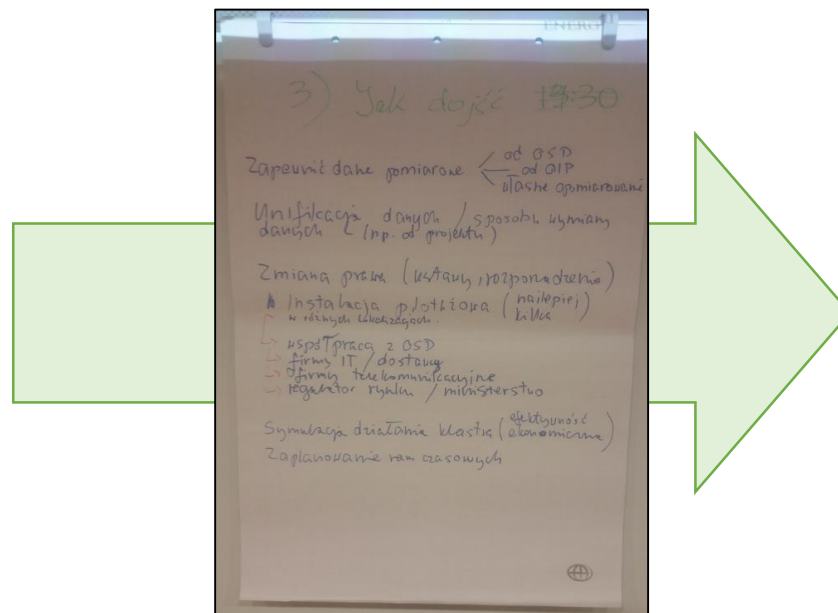 ENERG
3) Jak dojść 13:30
Zapewnić dane pomiarowe
od OSD
od OIP
własne opomiarowanie
Unifikacja danych / sposobu wymiany
danych (np. od projektu)
Zmiana prawa (ustawy, rozporządzenia)
Instalacja pilotażowa (najlepiej
kilka)
w różnych lokalizacjach.
współpraca z OSD
firmy IT / dostawcy
firmy telekomunikacyjne
regulator rynku / ministerstwo
Symulacja działania klastra (efektywność
ekonomiczna)
Zaplanowanie ram czasowych